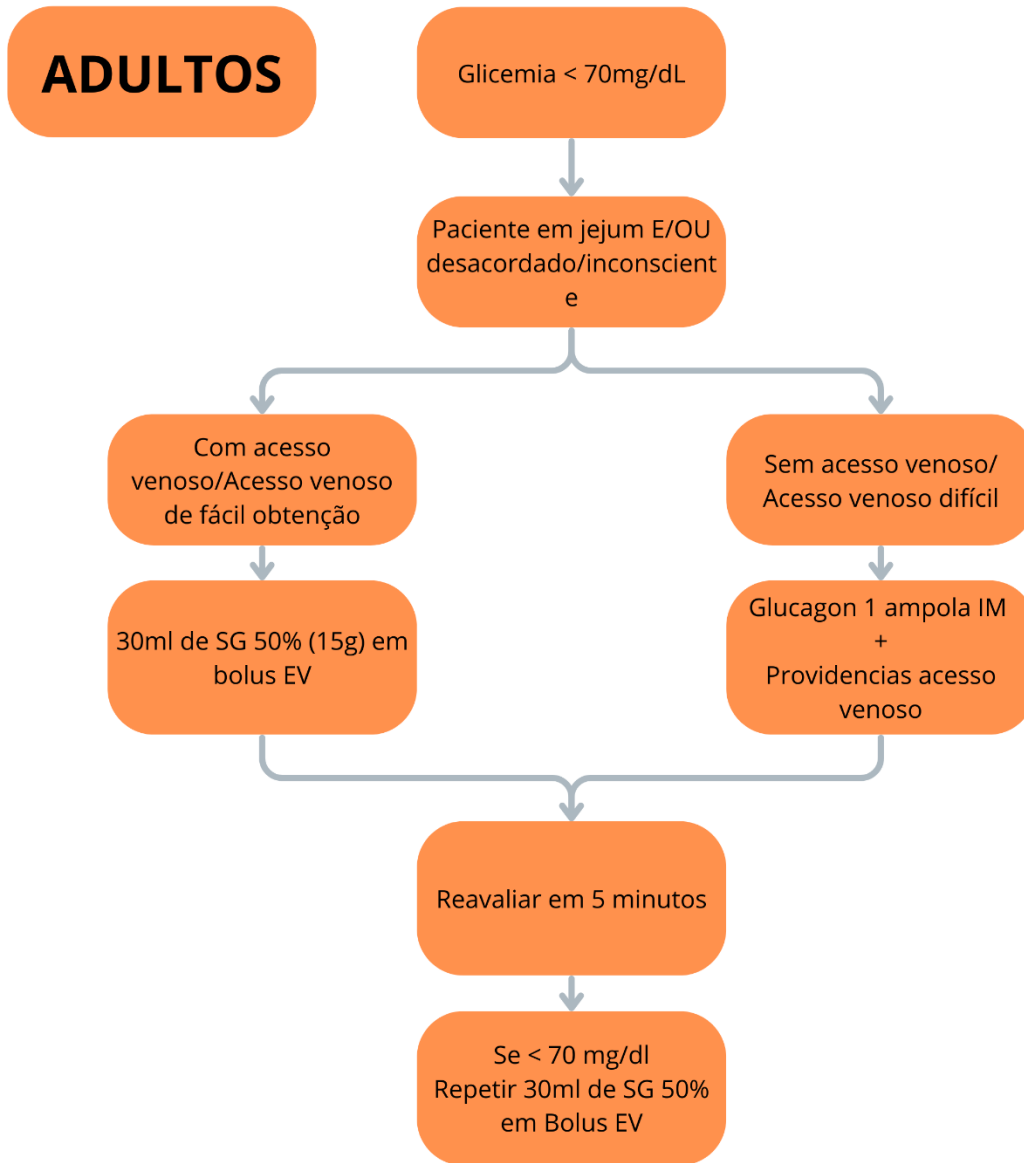 ADULTOS
Glicemia < 70mg/dL
Paciente em jejum E/OU
desacordado/inconscient
e
Com acesso
venoso/Acesso venoso
de fácil obtenção
Sem acesso venoso/
Acesso venoso difícil
30ml de SG 50% (15g) em
bolus EV
Glucagon 1 ampola IM
+
Providencias acesso
venoso
Reavaliar em 5 minutos
Se < 70 mg/dl
Repetir 30ml de SG 50%
em Bolus EV